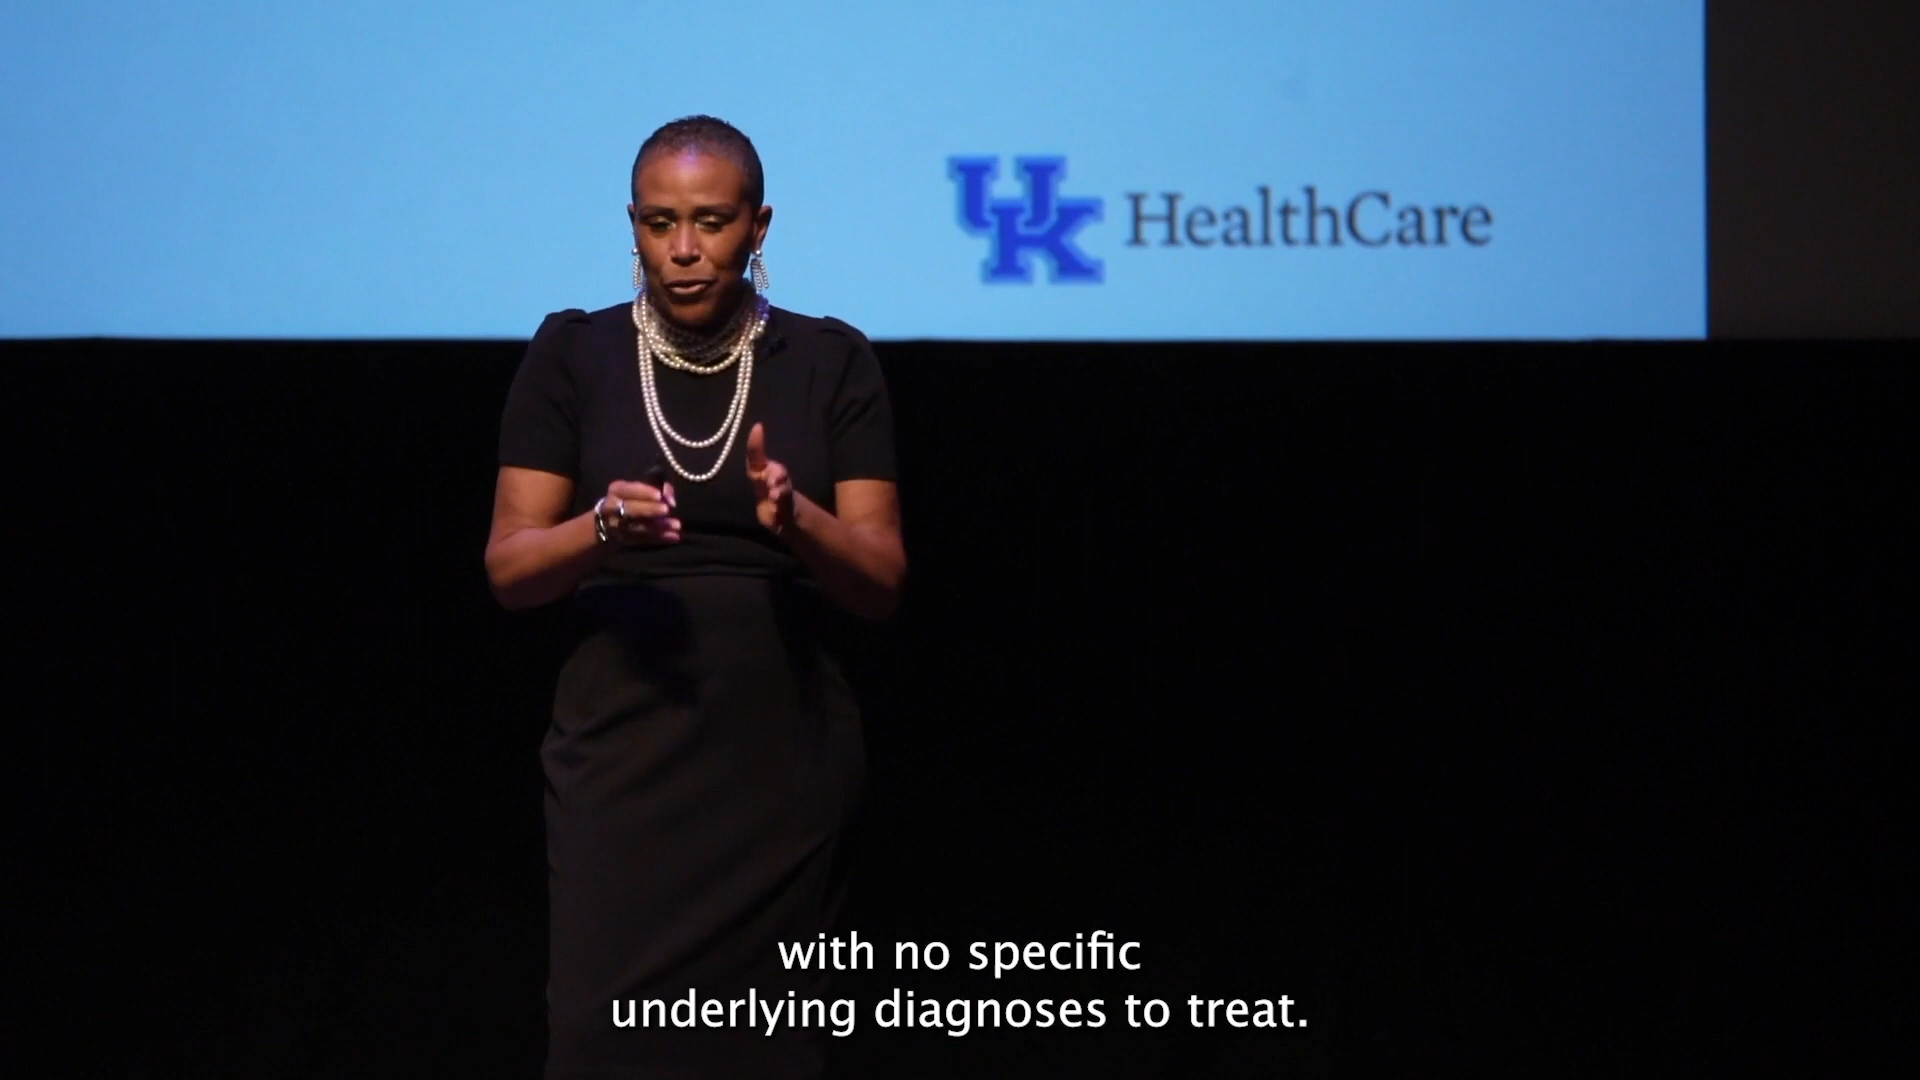 UK HealthCare
with no specific
underlying diagnoses to treat.